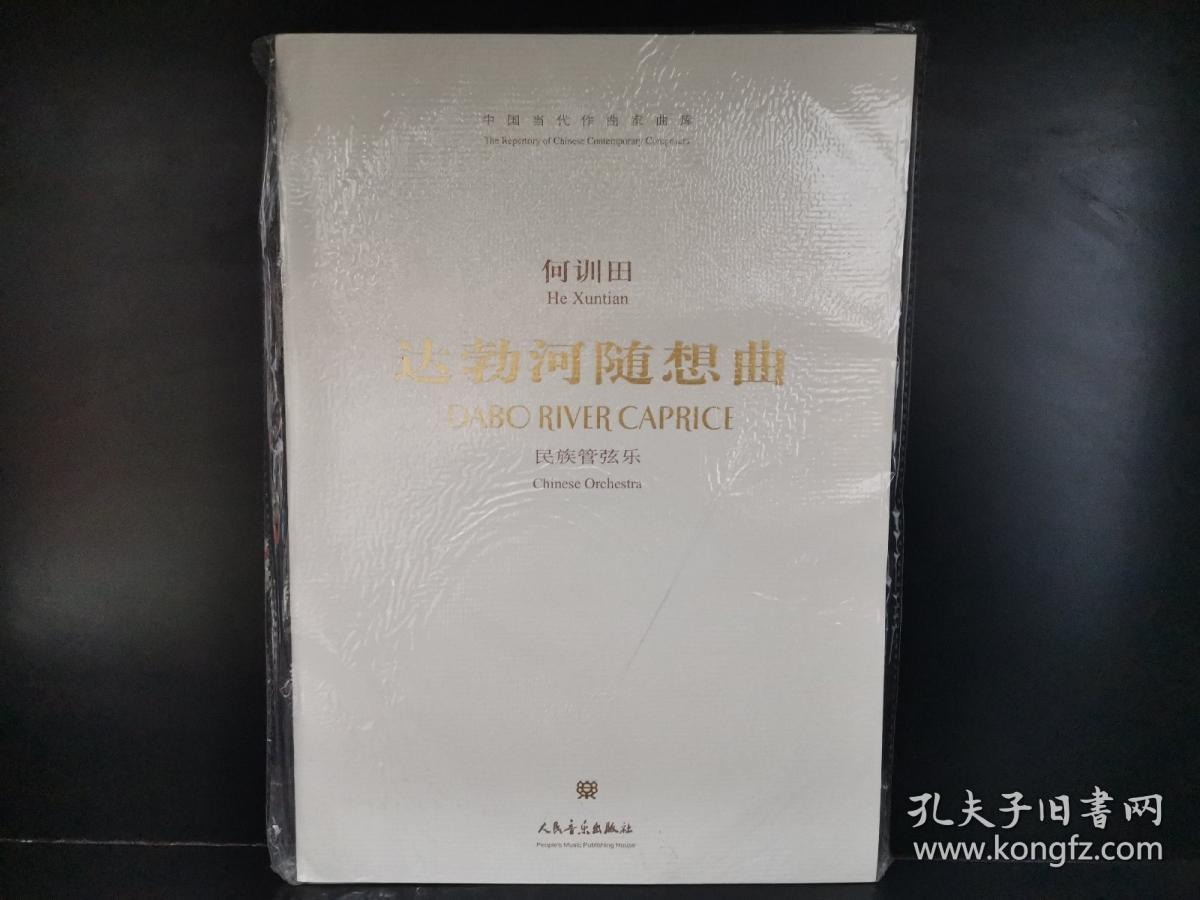 中国当代作曲家曲库
The Repertory of Chinese Contemporary Composers
何训田
He Xuntian
达勃河随想曲
DABO RIVER CAPRICE
民族管弦乐
Chinese Orchestra
人民音乐出版社
People's Music Publishing House
孔夫子旧書网
www.kongfz.com